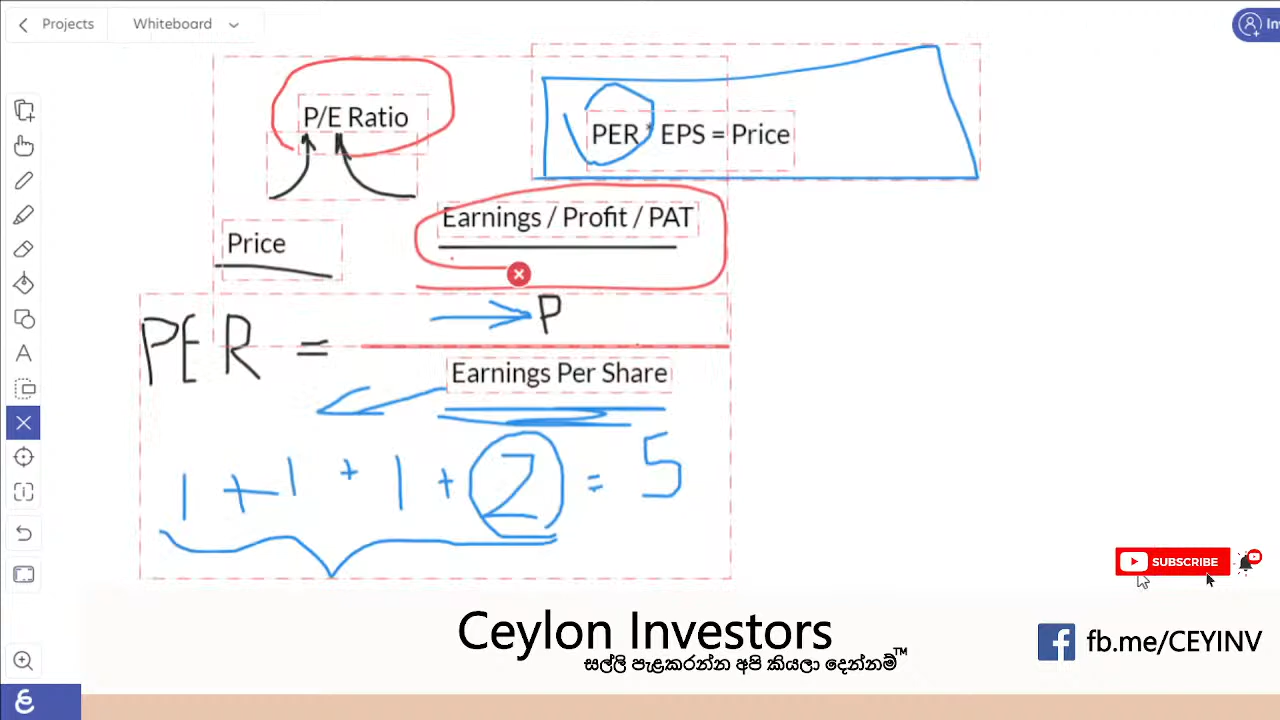 Projects Whiteboard
In
P/E Ratio
PER * EPS = Price
Earnings / Profit / PAT
Price
PER = P
Earnings Per Share
1 + 1 + 1 + 2 = 5
SUBSCRIBE
Ceylon Investors
සල්ලි පැළකරන්න අපි කියලා දෙන්නම් ™
fb.me/CEYINV